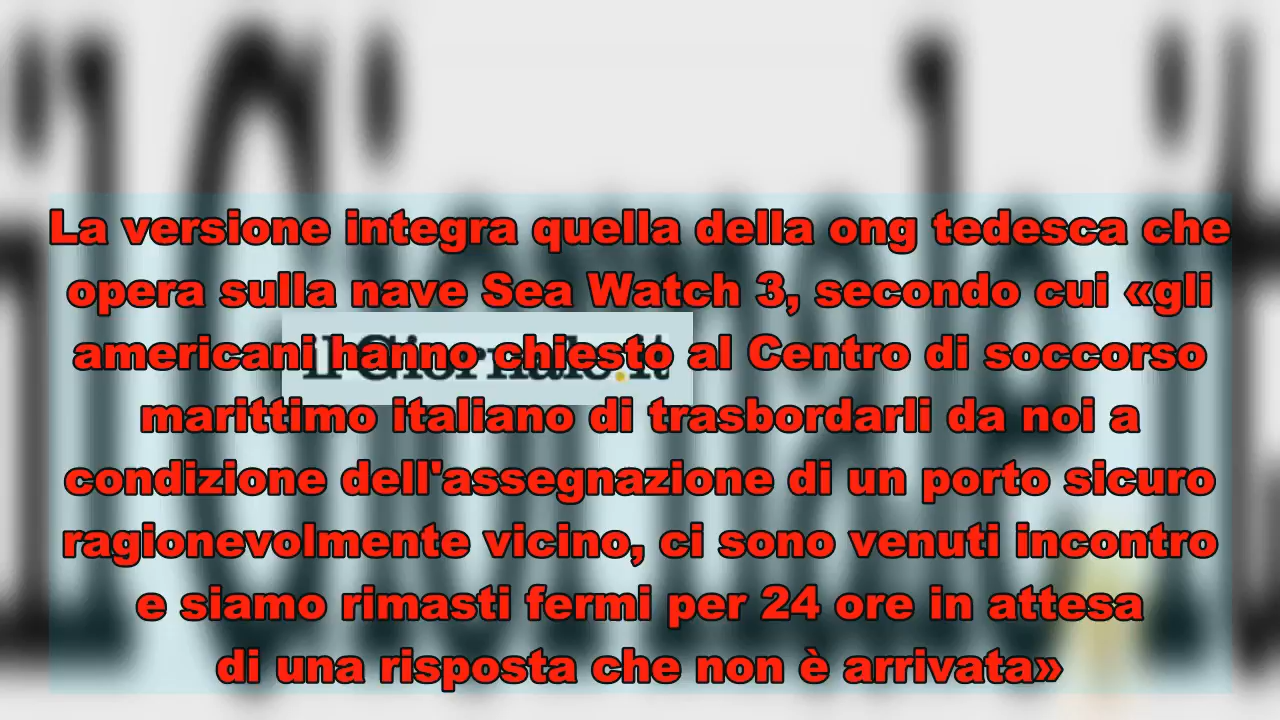 La versione integra quella della ong tedesca che
opera sulla nave Sea Watch 3, secondo cui «gli
americani hanno chiesto al Centro di soccorso
il Giornale.it
marittimo italiano di trasbordarli da noi a
condizione dell'assegnazione di un porto sicuro
ragionevolmente vicino, ci sono venuti incontro
e siamo rimasti fermi per 24 ore in attesa
di una risposta che non è arrivata»